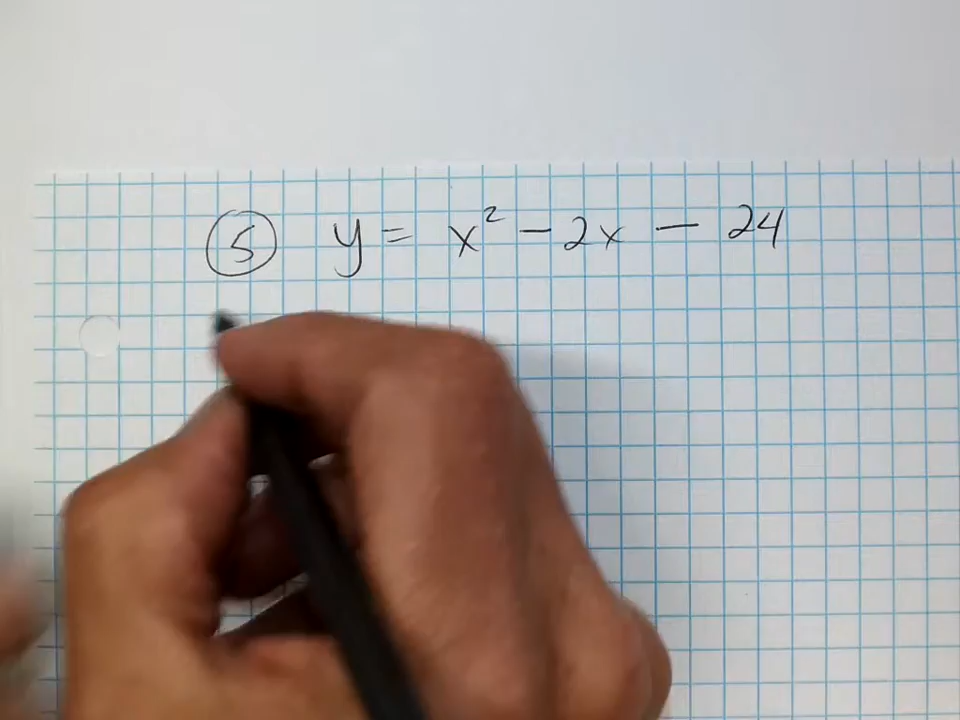 ⑤ y = x² - 2x - 24